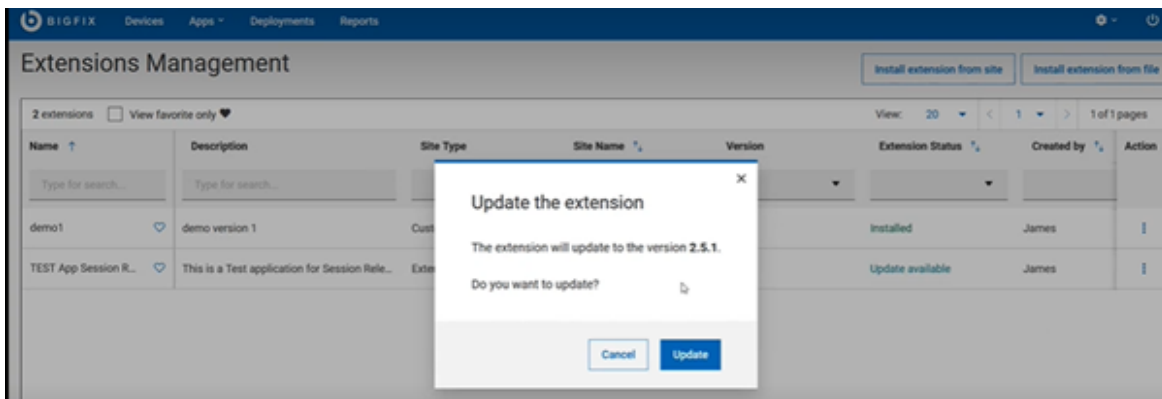 BIGFIX Devices Apps Deployments Reports
Extensions Management
Install extension from site Install extension from file
2 extensions View favorite only View: 20 1 1 of 1 pages
Name Description Site Type Site Name Version Extension Status Created by Action
Type for search... Type for search...
demo1 demo version 1 Cust Installed James
TEST App Session R... This is a Test application for Session Rele... Exte Update available James
Update the extension
The extension will update to the version 2.5.1.
Do you want to update?
Cancel Update